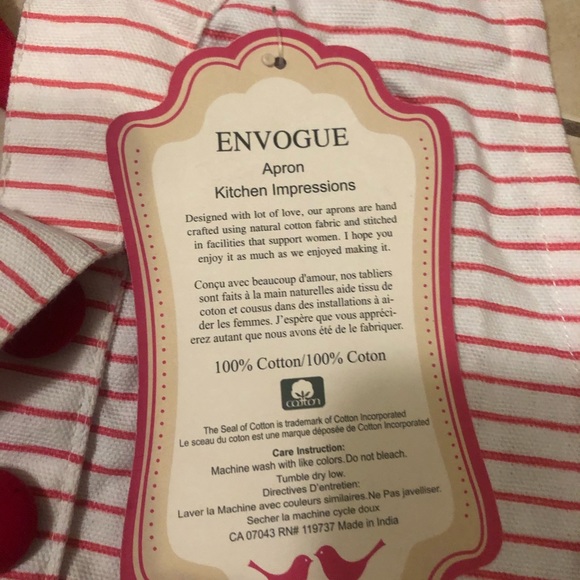 ENVOGUE
Apron
Kitchen Impressions
Designed with lot of love, our aprons are hand
crafted using natural cotton fabric and stitched
in facilities that support women. I hope you
enjoy it as much as we enjoyed making it.
Conçu avec beaucoup d'amour, nos tabliers
sont faits à la main naturelles aide tissu de
coton et cousus dans des installations à ai-
der les femmes. J'espère que vous appréci-
erez autant que nous avons été de le fabriquer.
100% Cotton/100% Coton
cotton
The Seal of Cotton is trademark of Cotton Incorporated
Le sceau du coton est une marque déposée de Cotton Incorporated
Care Instruction:
Machine wash with like colors.Do not bleach.
Tumble dry low.
Directives D'entretien:
Laver la Machine avec couleurs similaires.Ne Pas javelliser.
Secher la machine cycle doux
CA 07043 RN# 119737 Made in India